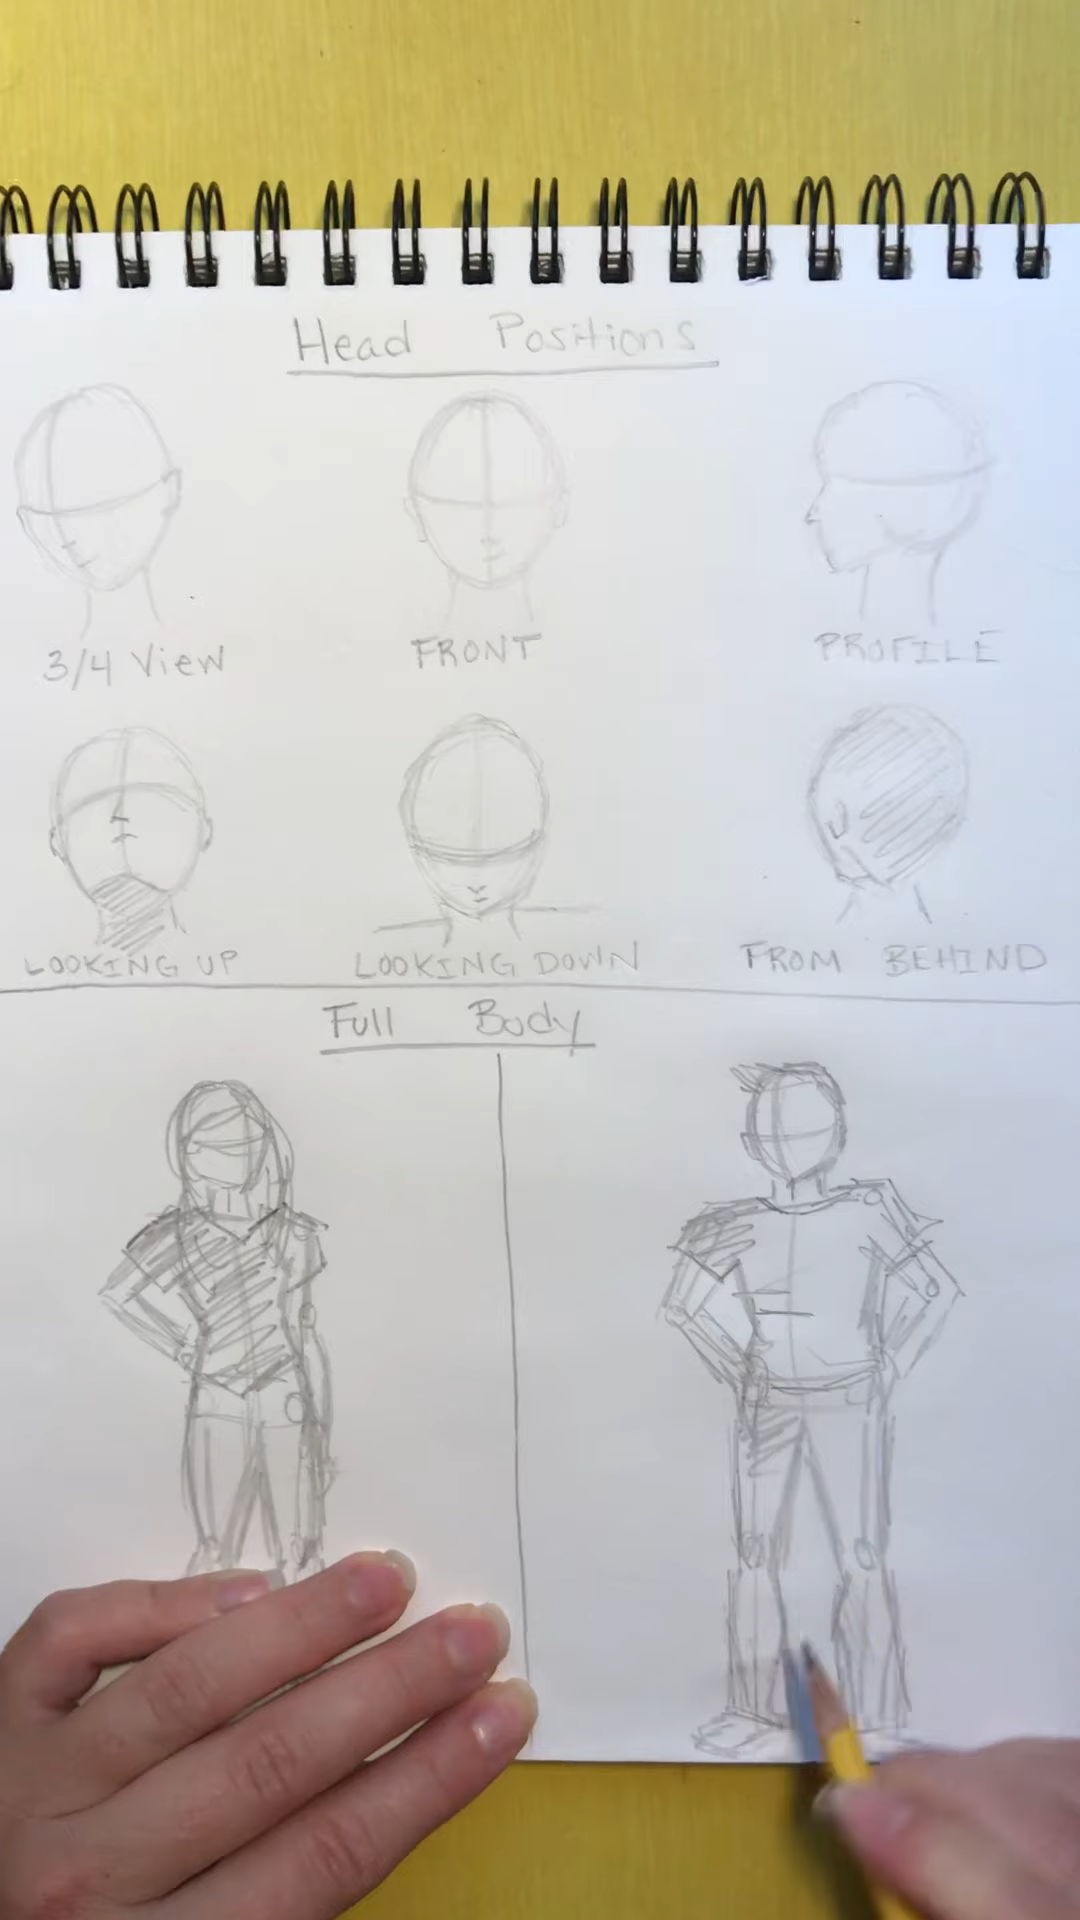 Head Positions
3/4 View
FRONT
PROFILE
LOOKING UP
LOOKING DOWN
FROM BEHIND
Full Body